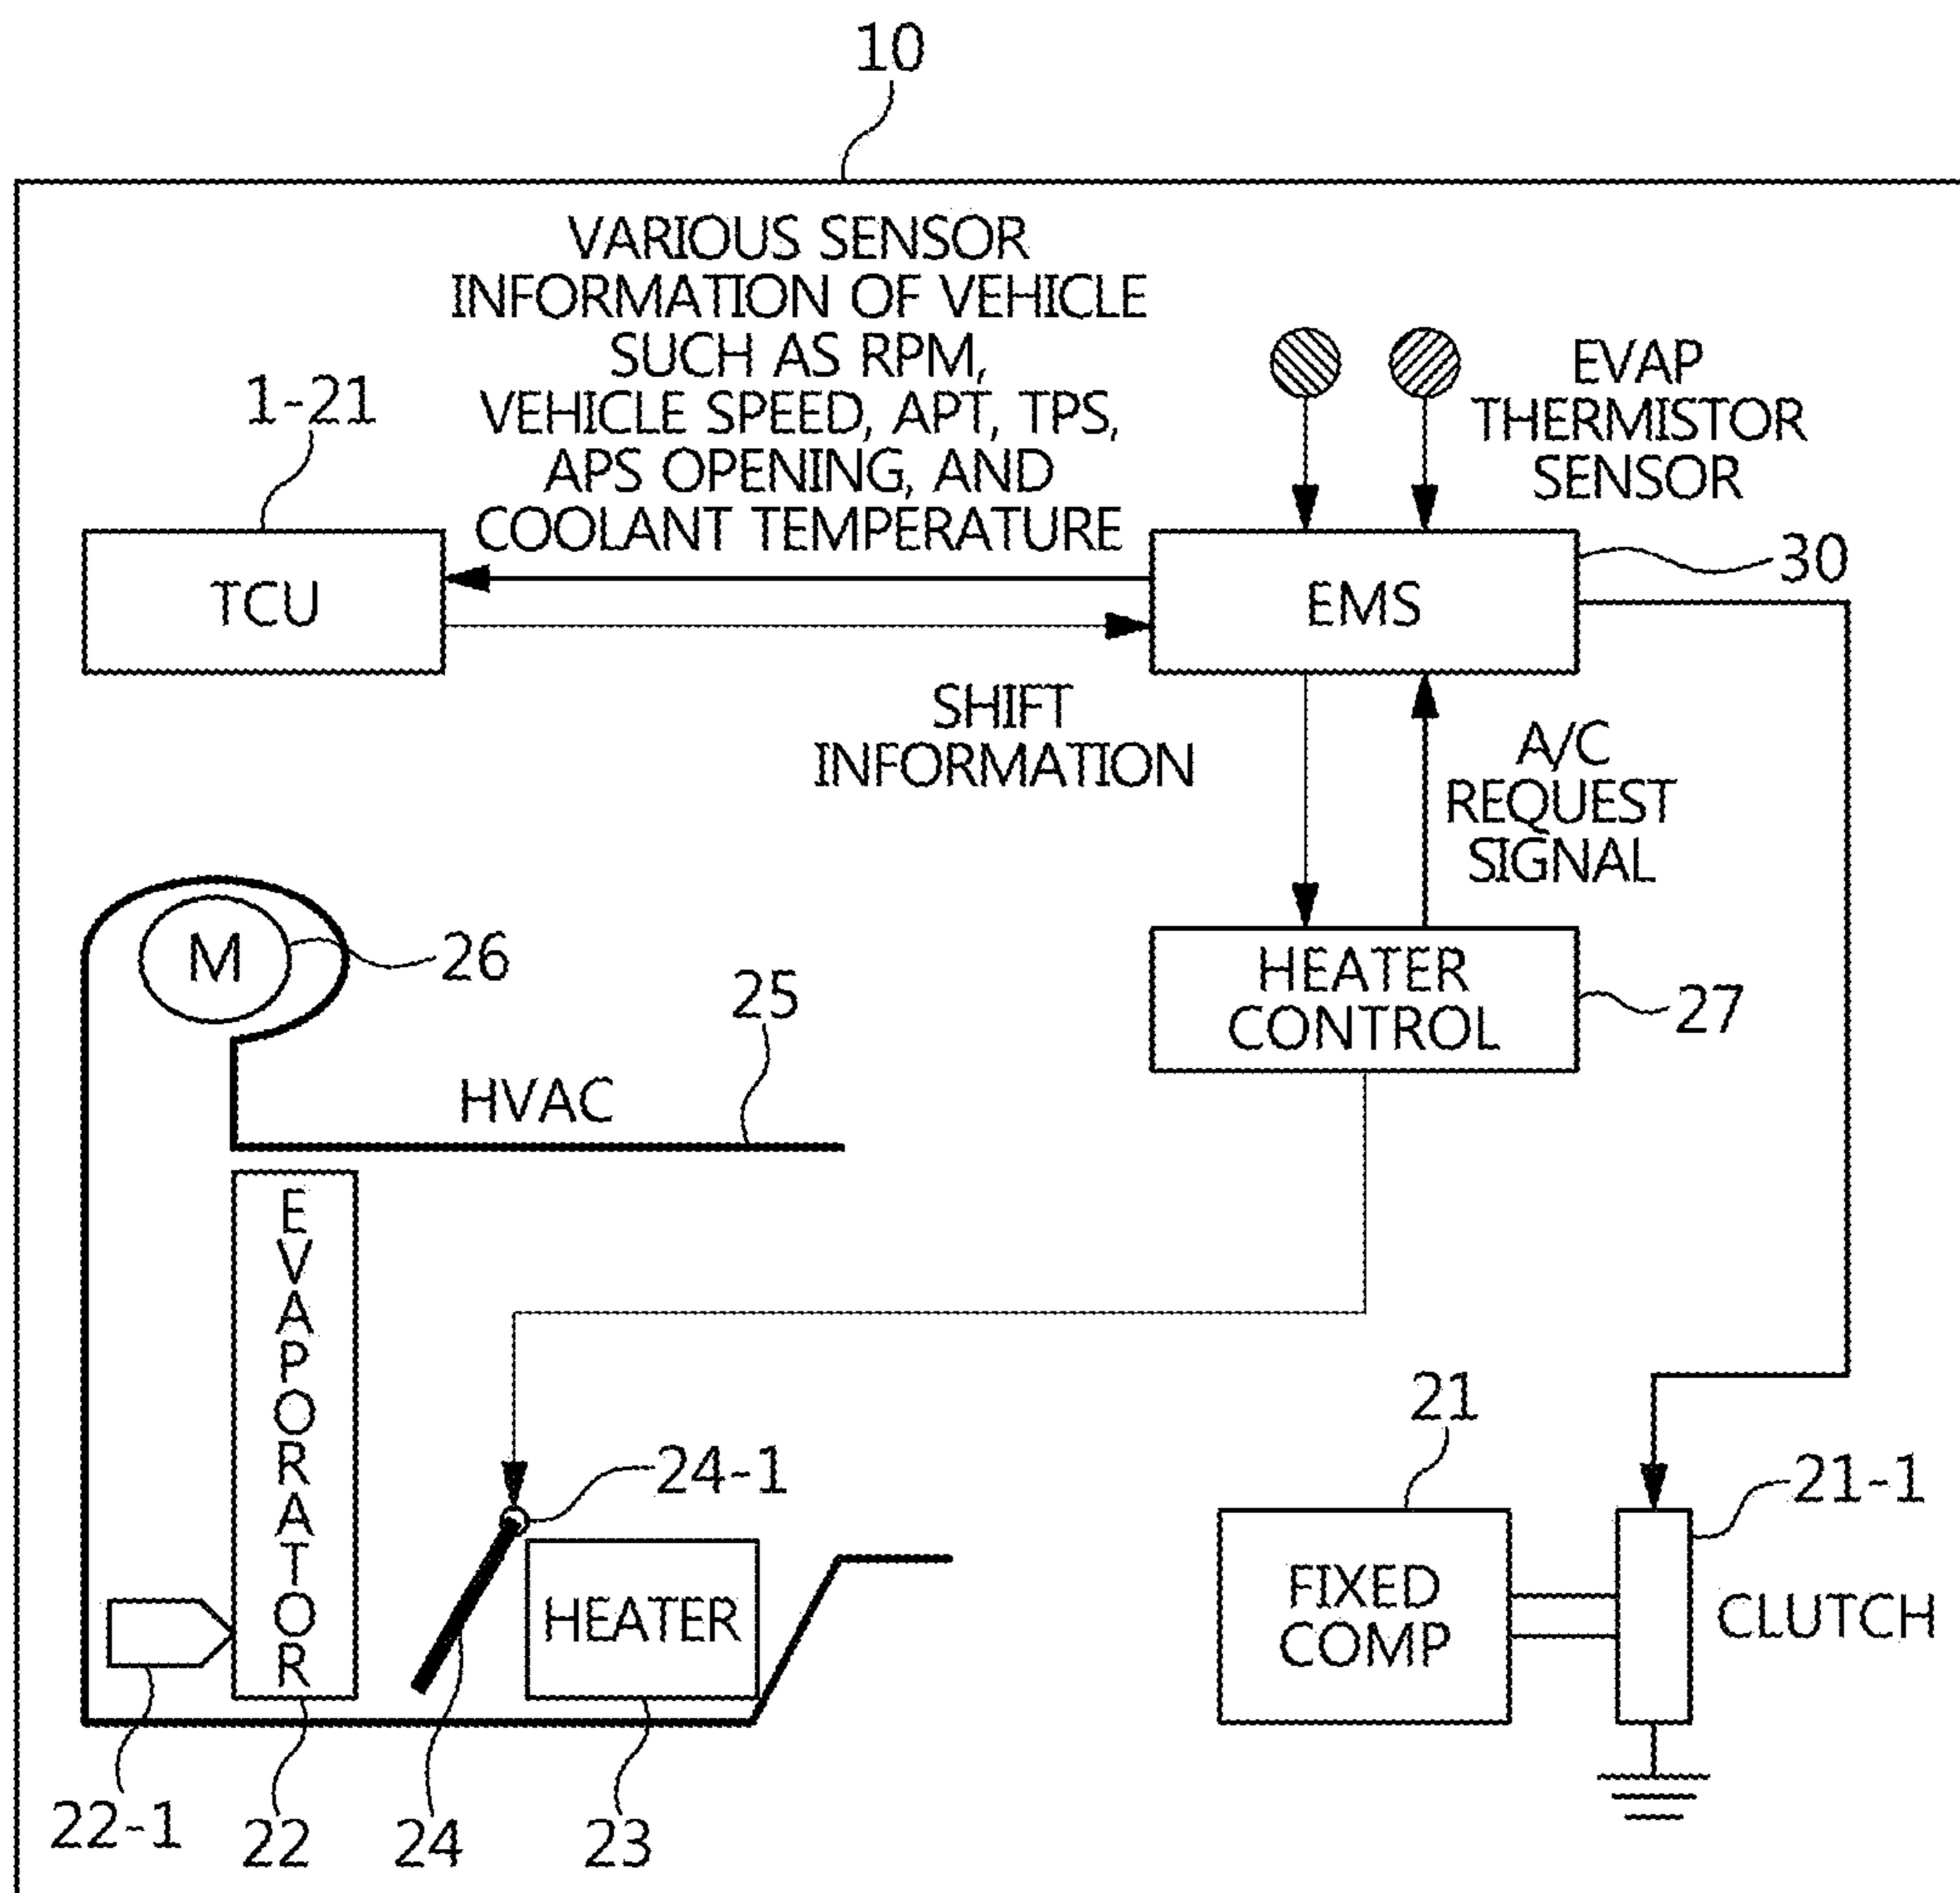 10
VARIOUS SENSOR
INFORMATION OF VEHICLE
SUCH AS RPM,
VEHICLE SPEED, APT, TPS,
APS OPENING, AND
COOLANT TEMPERATURE
1-21
TCU
EVAP
THERMISTOR
SENSOR
EMS
30
SHIFT
INFORMATION
A/C
REQUEST
SIGNAL
M
26
HEATER
CONTROL
27
25
HVAC
EVAPORATOR
24-1
HEATER
21
21-1
FIXED
COMP
CLUTCH
22-1
22
24
23